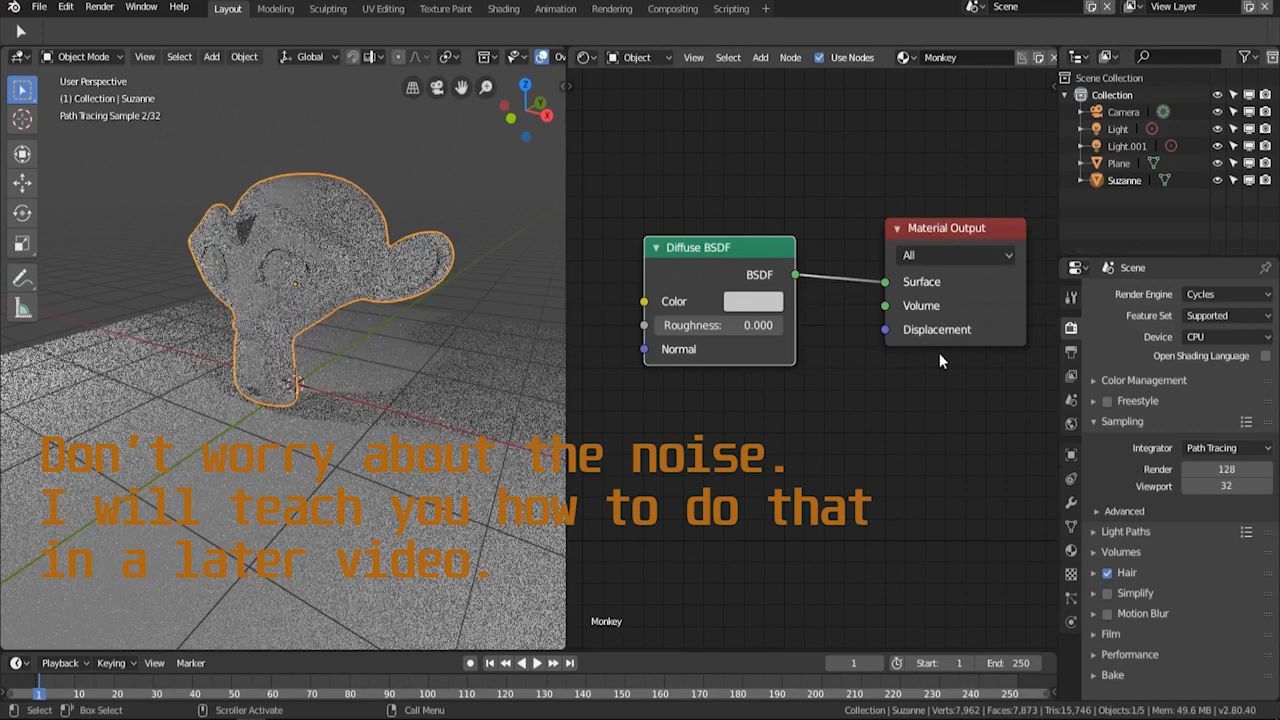 File Edit Render Window Help Layout Modeling Sculpting UV Editing Texture Paint Shading Animation Rendering Compositing Scripting + Scene View Layer
Object Mode View Select Add Object Global Ov Object View Select Add Node Use Nodes Monkey
User Perspective
(1) Collection | Suzanne
Path Tracing Sample 2/32
Z
Y
X
Diffuse BSDF
BSDF
Color
Roughness: 0.000
Normal
Material Output
All
Surface
Volume
Displacement
Monkey
Scene Collection
Collection
Camera
Light
Light.001
Plane
Suzanne
Scene
Render Engine Cycles
Feature Set Supported
Device CPU
Open Shading Language
Color Management
Freestyle
Sampling
Integrator Path Tracing
Render 128
Viewport 32
Advanced
Light Paths
Volumes
Hair
Simplify
Motion Blur
Film
Performance
Bake
Don't worry about the noise.
I will teach you how to do that
in a later video.
Playback Keying View Marker 1 Start: 1 End: 250
1 10 20 30 40 50 60 70 80 90 100 110 120 130 140 150 160 170 180 190 200 210 220 230 240 250
Select Box Select Scroller Activate Call Menu Collection | Suzanne | Verts:7,962 | Faces:7,873 | Tris:15,746 | Objects:1/5 | Mem: 49.6 MB | v2.80.40